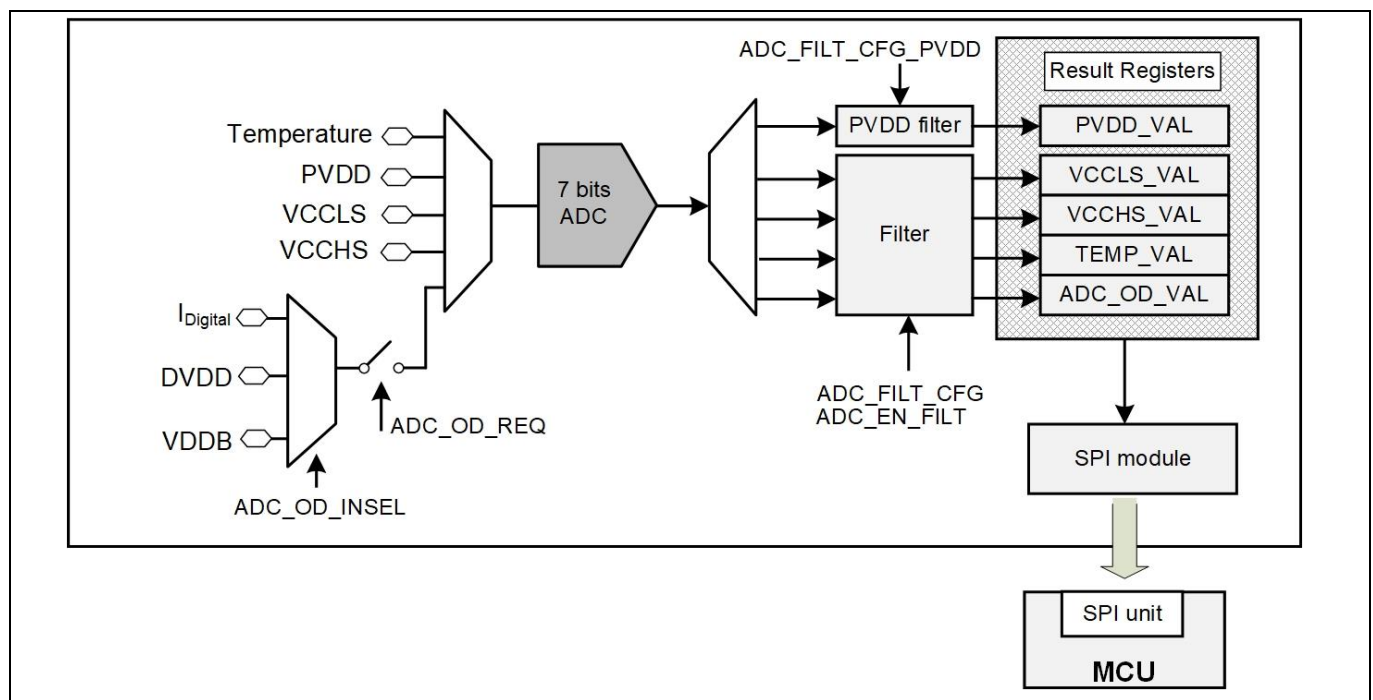 ADC_FILT_CFG_PVDD
Result Registers
Temperature
PVDD
VCCLS
VCCHS
7 bits
ADC
PVDD filter
PVDD_VAL
Filter
VCCLS_VAL
VCCHS_VAL
TEMP_VAL
ADC_OD_VAL
IDigital
DVDD
VDDB
ADC_OD_REQ
ADC_OD_INSEL
ADC_FILT_CFG
ADC_EN_FILT
SPI module
SPI unit
MCU